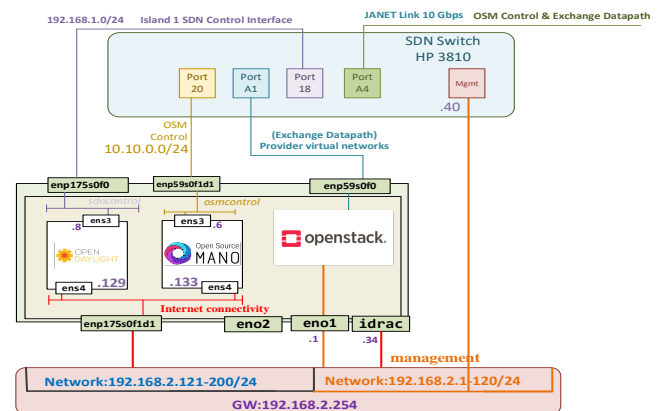 192.168.1.0/24 Island 1 SDN Control Interface
JANET Link 10 Gbps OSM Control & Exchange Datapath
SDN Switch
HP 3810
Port
20
Port
A1
Port
18
Port
A4
Mgmt
.40
OSM
Control
10.10.0.0/24
(Exchange Datapath)
Provider virtual networks
enp175s0f0
enp59s0f1d1
enp59s0f0
sdncontrol
osmcontrol
ens3
.8
ens3
.6
OPEN
DAYLIGHT
Open Source
MANO
openstack.
.129
.133
ens4
ens4
Internet connectivity
enp175s0f1d1
eno2
eno1
idrac
.1
.34
management
Network:192.168.2.121-200/24
Network:192.168.2.1-120/24
GW:192.168.2.254